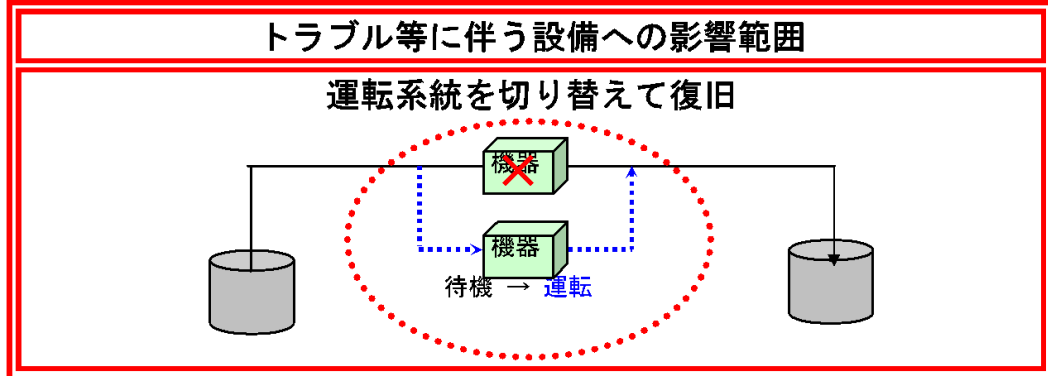 トラブル等に伴う設備への影響範囲
運転系統を切り替えて復旧
機器
機器
待機 → 運転